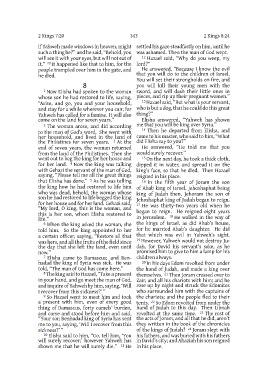 2 Kings 7:20
343
2 Kings 8:24
if Yahweh made windows in heaven, might
such a thing be?” and he said, “Behold, you
will see it with your eyes, but will not eat of
it.” 20 It happened like that to him, for the
people trampled over him in the gate, and
he died.
8
1 Now Elisha had spoken to the woman
whose son he had restored to life, saying,
“Arise, and go, you and your household,
and stay for a while wherever you can; for
Yahweh has called for a famine. It will also
come on the land for seven years.”
2 The woman arose, and did according
to the man of God’s word. She went with
her household, and lived in the land of
the Philistines for seven years. 3 At the
end of seven years, the woman returned
from the land of the Philistines. Then she
went out to beg the king for her house and
for her land. 4 Now the king was talking
with Gehazi the servant of the man of God,
saying, “Please tell me all the great things
that Elisha has done.” 5 As he was telling
the king how he had restored to life him
who was dead, behold, the woman, whose
son he had restored to life begged the king
for her house and for her land. Gehazi said,
“My lord, O king, this is the woman, and
this is her son, whom Elisha restored to
life.”
6 When the king asked the woman, she
told him. So the king appointed to her
a certain officer, saying, “Restore all that
was hers, and all the fruits of the field since
the day that she left the land, even until
now.”
7 Elisha came to Damascus; and Ben-
hadad the king of Syria was sick. He was
told, “The man of God has come here.”
8 The king said to Hazael, “Take a present
in your hand, and go meet the man of God,
and inquire of Yahweh by him, saying, ‘Will
I recover from this sickness?’”
9 So Hazael went to meet him and took
a present with him, even of every good
thing of Damascus, forty camels’ burden,
and came and stood before him and said,
“Your son Benhadad king of Syria has sent
me to you, saying, ‘Will I recover from this
sickness?’”
10 Elisha said to him, “Go, tell him, ‘You
will surely recover;’ however Yahweh has
shown me that he will surely die.” 11 He
settled his gaze steadfastly on him, until he
was ashamed. Then the man of God wept.
12 Hazael said, “Why do you weep, my
lord?”
He answered, “Because I know the evil
that you will do to the children of Israel.
You will set their strongholds on fire, and
you will kill their young men with the
sword, and will dash their little ones in
pieces, and rip up their pregnant women.”
13 Hazael said, “But what is your servant,
who is but a dog, that he could do this great
thing?”
Elisha answered, “Yahweh has shown
me that you will be king over Syria.”
14 Then he departed from Elisha, and
came to his master, who said to him, “What
did Elisha say to you?”
He answered, “He told me that you
would surely recover.”
15 On the next day, he took a thick cloth,
dipped it in water, and spread it on the
king’s face, so that he died. Then Hazael
reigned in his place.
16 In the fifth year of Joram the son
of Ahab king of Israel, Jehoshaphat being
king of Judah then, Jehoram the son of
Jehoshaphat king of Judah began to reign.
17 He was thirty-two years old when he
began to reign. He reigned eight years
in Jerusalem. 18 He walked in the way of
the kings of Israel, as did Ahab’s house,
for he married Ahab’s daughter. He did
that which was evil in Yahweh’s sight.
19 However, Yahweh would not destroy Ju-
dah, for David his servant’s sake, as he
promised him to give to him a lamp for his
children always.
20 In his days Edom revolted from under
the hand of Judah, and made a king over
themselves. 21 Then Joram crossed over to
Zair, and all his chariots with him; and he
rose up by night and struck the Edomites
who surrounded him with the captains of
the chariots; and the people fled to their
tents. 22 So Edom revolted from under the
hand of Judah to this day. Then Libnah
revolted at the same time. 23 The rest of
the acts of Joram, and all that he did, aren’t
they written in the book of the chronicles
of the kings of Judah? 24 Joram slept with
his fathers, and was buried with his fathers
in David’s city; and Ahaziah his son reigned
in his place.